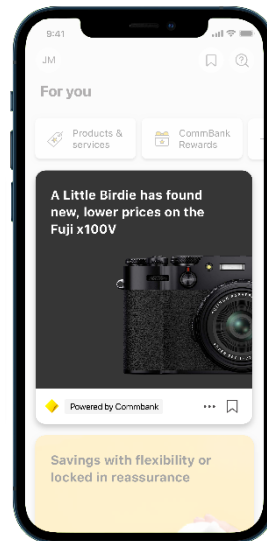 9:41
JM
For you
Products &
services
CommBank
Rewards
A Little Birdie has found
new, lower prices on the
Fuji x100V
Powered by Commbank
Savings with flexibility or
locked in reassurance